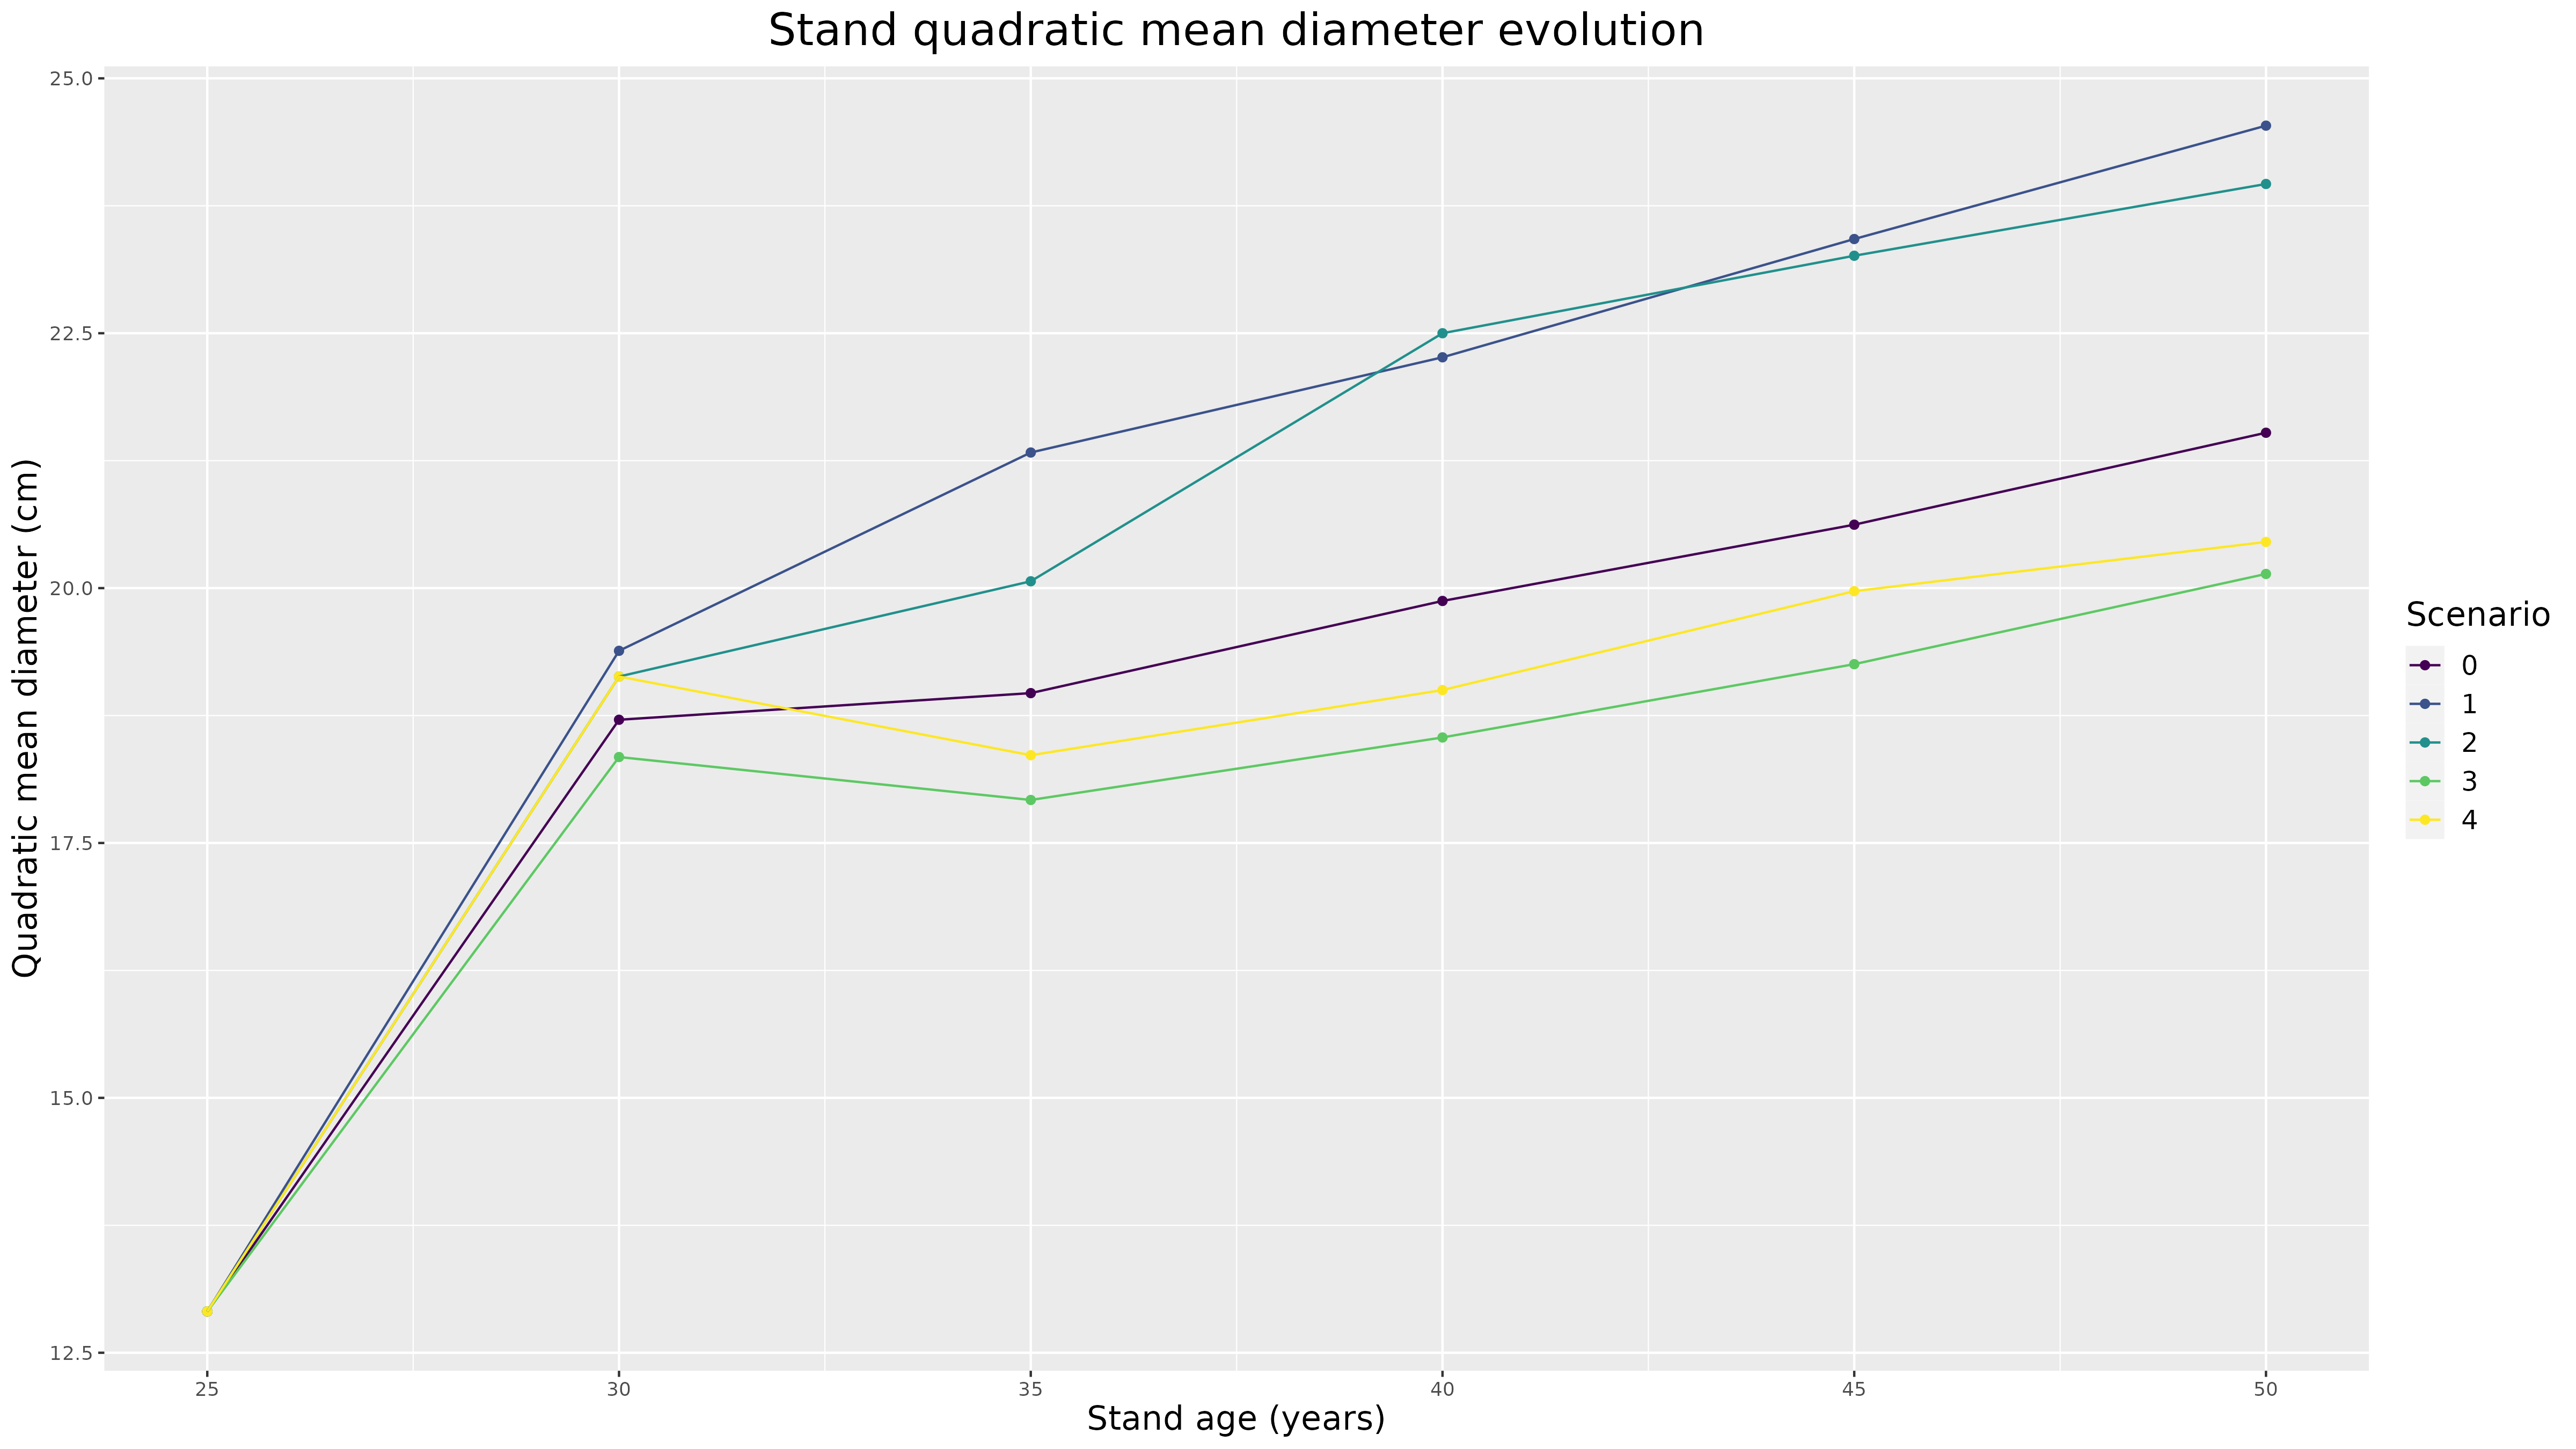 Stand quadratic mean diameter evolution
Quadratic mean diameter (cm)
25.0
22.5
20.0
17.5
15.0
12.5
25 30 35 40 45 50
Stand age (years)
Scenario
0
1
2
3
4